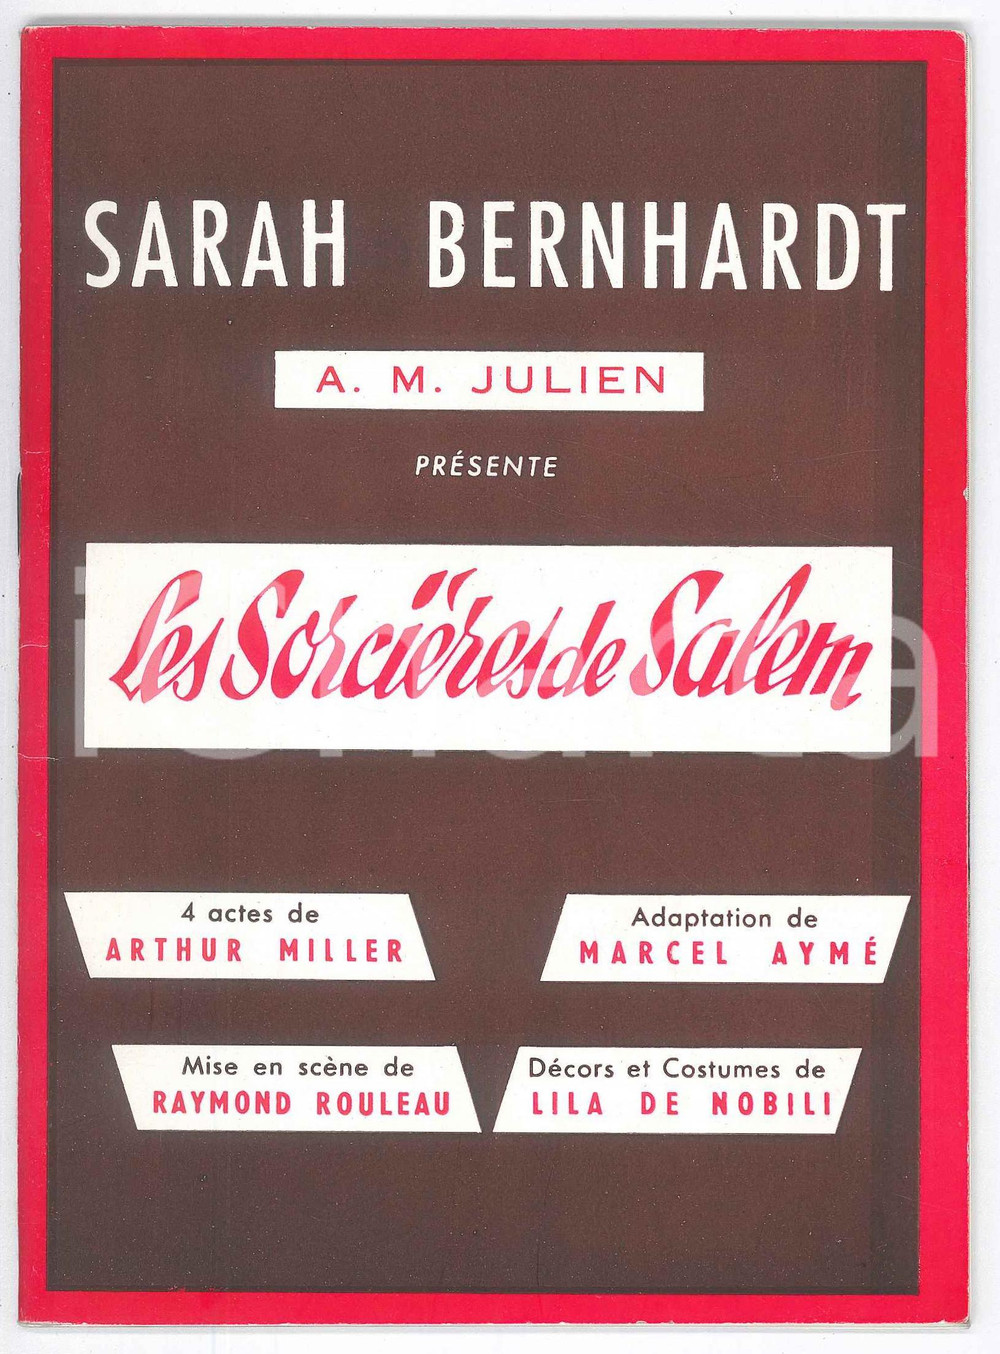 SARAH BERNHARDT
A. M. JULIEN
PRÉSENTE
Les Sorcières de Salem
4 actes de
ARTHUR MILLER
Adaptation de
MARCEL AYMÉ
Mise en scène de
RAYMOND ROULEAU
Décors et Costumes de
LILA DE NOBILI